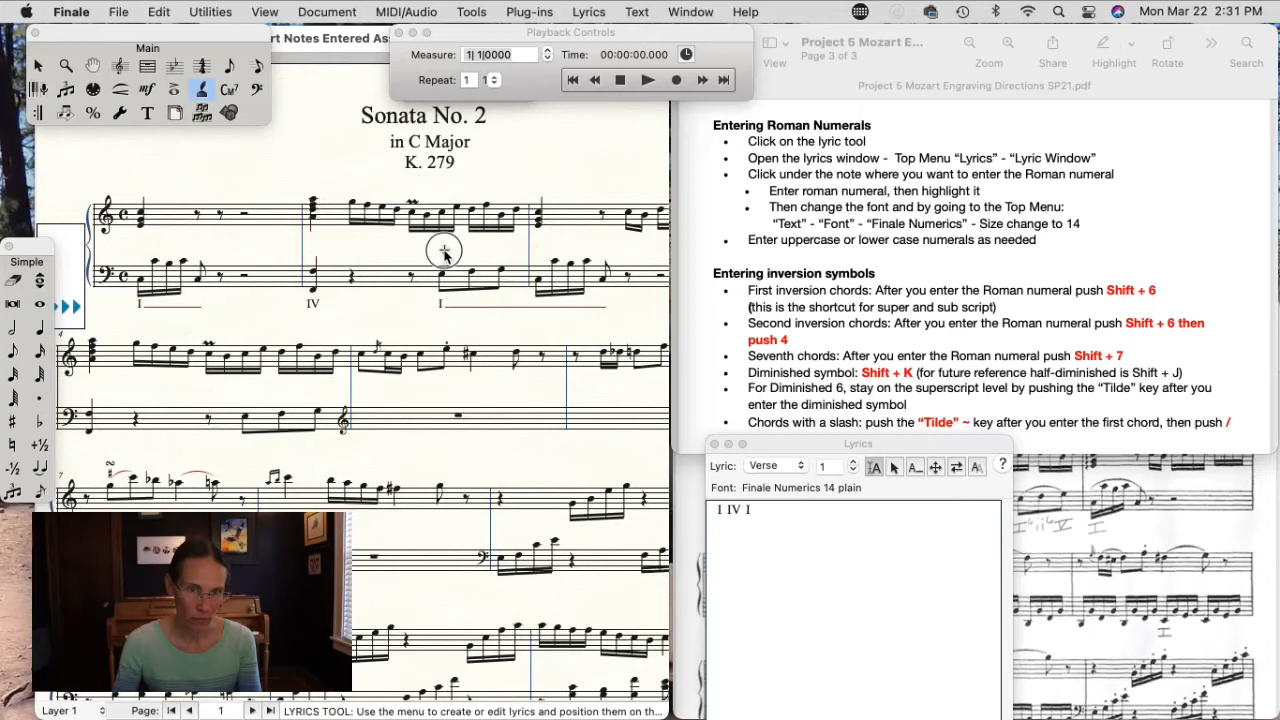 Finale File Edit Utilities View Document MIDI/Audio Tools Plug-ins Lyrics Window Text Window Help Mon Mar 22 2:31 PM
Main
art Notes Entered Ass
Playback Controls
Measure: 1| 1|0000 Time: 00:00:00.000
Repeat: 1 1
Project 5 Mozart E...
Page 3 of 3
View Zoom Share Highlight Rotate Search
Project 5 Mozart Engraving Directions SP21.pdf
Sonata No. 2
in C Major
K. 279
I IV I
4
7
Simple
Entering Roman Numerals
• Click on the lyric tool
• Open the lyrics window - Top Menu “Lyrics” - “Lyric Window”
• Click under the note where you want to enter the Roman numeral
• Enter roman numeral, then highlight it
• Then change the font and by going to the Top Menu:
“Text” - “Font” - “Finale Numerics” - Size change to 14
• Enter uppercase or lower case numerals as needed
Entering inversion symbols
• First inversion chords: After you enter the Roman numeral push Shift + 6
(this is the shortcut for super and sub script)
• Second inversion chords: After you enter the Roman numeral push Shift + 6 then
push 4
• Seventh chords: After you enter the Roman numeral push Shift + 7
• Diminished symbol: Shift + K (for future reference half-diminished is Shift + J)
• For Diminished 6, stay on the superscript level by pushing the “Tilde” key after you
enter the diminished symbol
• Chords with a slash: push the “Tilde” ~ key after you enter the first chord, then push /
Lyrics
Lyric: Verse 1 ?
Font: Finale Numerics 14 plain
I IV I
I
Layer 1 Page: 1 LYRICS TOOL: Use the menu to create or edit lyrics and position them on th...